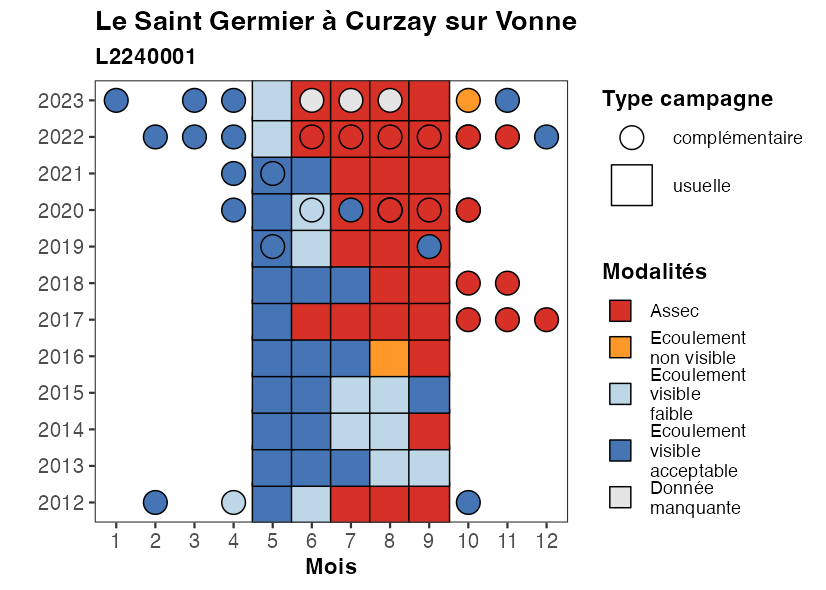 Le Saint Germier à Curzay sur Vonne
L2240001
2023
2022
2021
2020
2019
2018
2017
2016
2015
2014
2013
2012
1 2 3 4 5 6 7 8 9 10 11 12
Mois
Type campagne
complémentaire
usuelle
Modalités
Assec
Ecoulement
non visible
Ecoulement
visible
faible
Ecoulement
visible
acceptable
Donnée
manquante